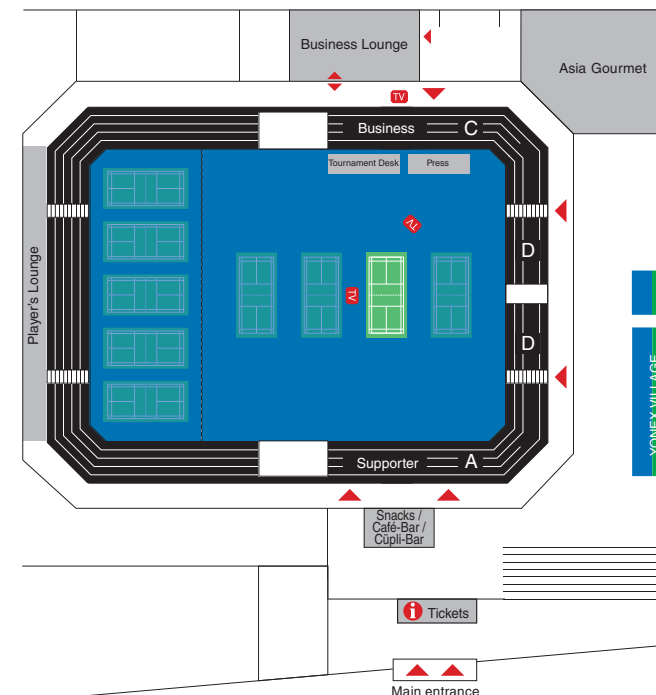 Business Lounge
Asia Gourmet
TV
Business C
Tournament Desk Press
TV
Player's Lounge
D
TV
D
YONEX VILLAGE
Supporter A
Snacks /
Café-Bar /
Cüpli-Bar
i Tickets
Main entrance